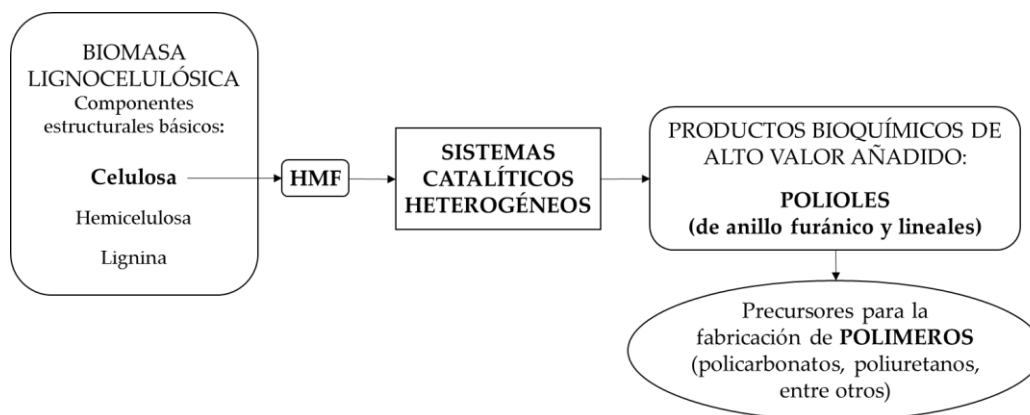 BIOMASA
LIGNOCELULÓSICA
Componentes
estructurales básicos:
Celulosa
Hemicelulosa
Lignina
HMF
SISTEMAS
CATALÍTICOS
HETEROGÉNEOS
PRODUCTOS BIOQUÍMICOS DE
ALTO VALOR AÑADIDO:
POLIOLES
(de anillo furánico y lineales)
Precursores para la
fabricación de POLIMEROS
(policarbonatos, poliuretanos,
entre otros)